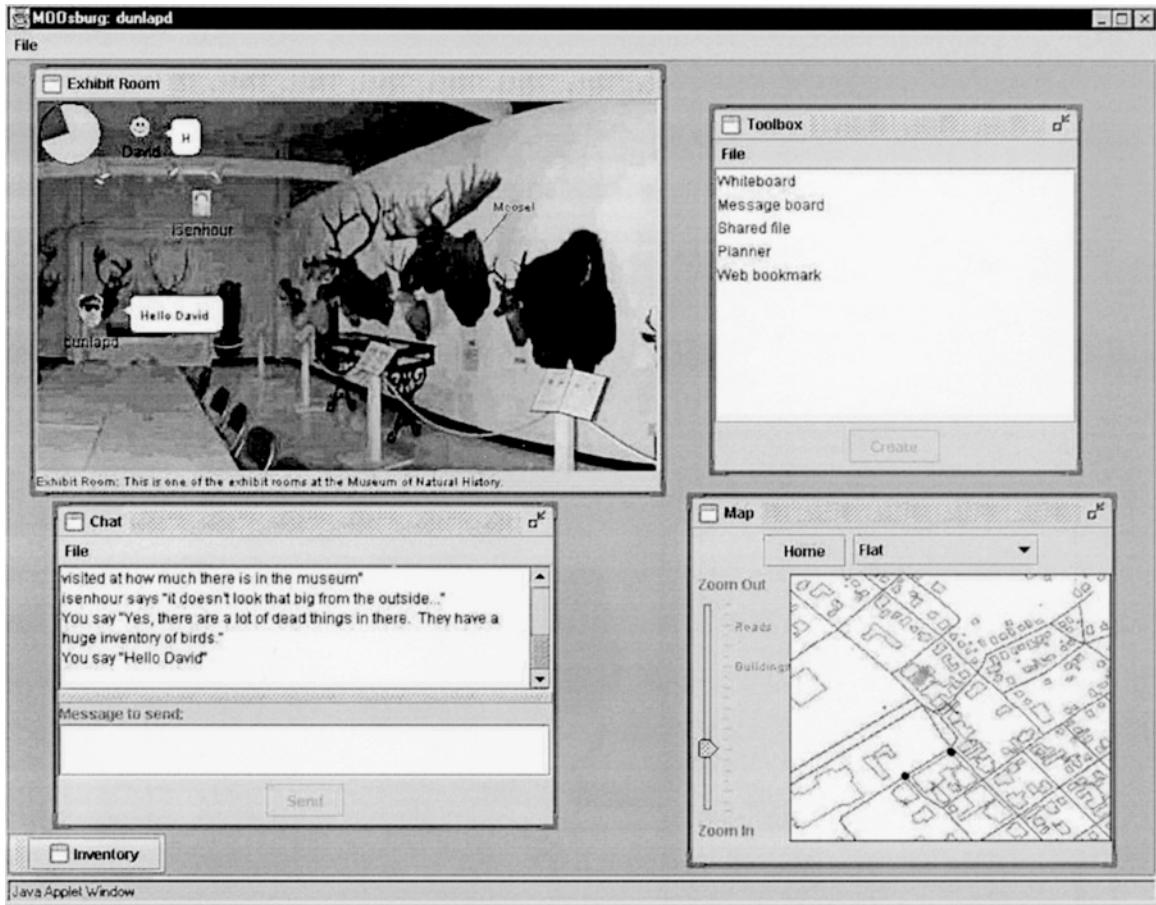 MOOsburg: dunlapd
File
Exhibit Room
David
H
isenhour
Moose!
Hello David
dunlapd
Exhibit Room: This is one of the exhibit rooms at the Museum of Natural History.
Toolbox
File
Whiteboard
Message board
Shared file
Planner
Web bookmark
Create
Chat
File
visited at how much there is in the museum"
isenhour says "it doesn't look that big from the outside..."
You say "Yes, there are a lot of dead things in there. They have a
huge inventory of birds."
You say "Hello David"
Message to send:
Send
Map
Home
Flat
Zoom Out
Roads
Buildings
Zoom In
Inventory
Java Applet Window